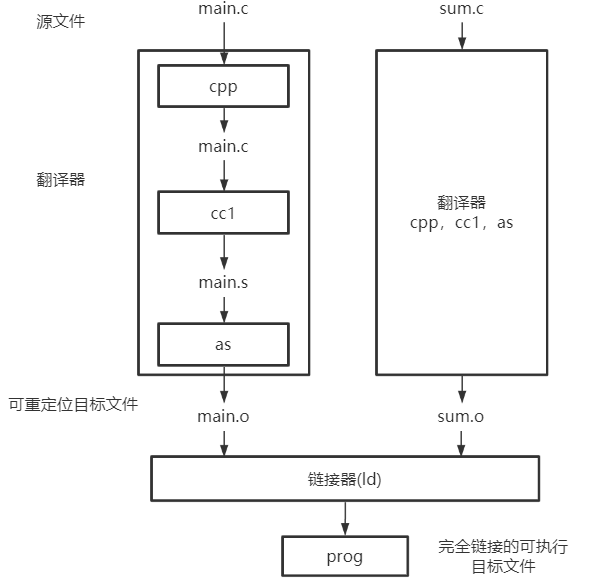 源文件
main.c
sum.c
cpp
main.c
翻译器
cc1
翻译器
cpp，cc1，as
main.s
as
可重定位目标文件
main.o
sum.o
链接器(ld)
prog
完全链接的可执行
目标文件